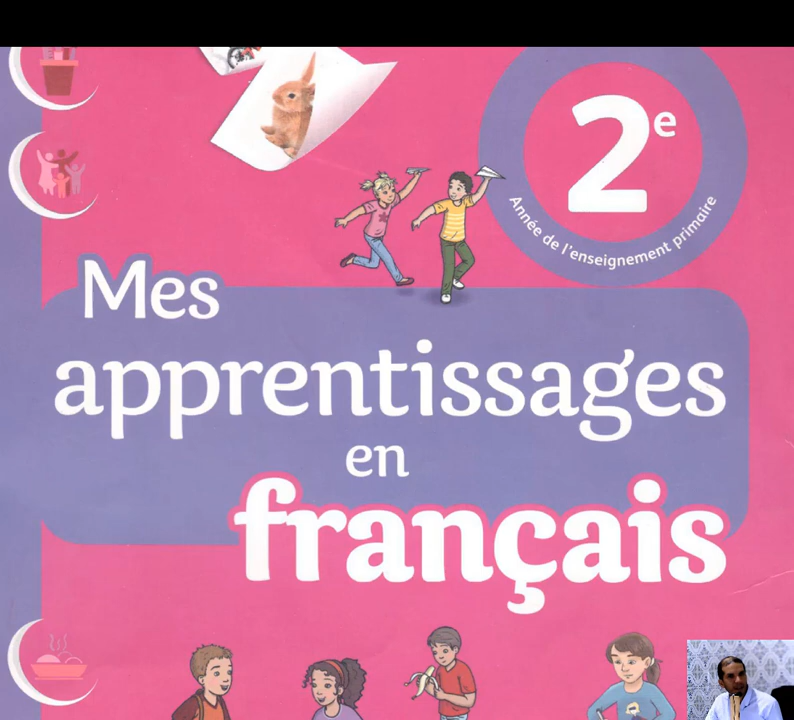 2e
Année de l'enseignement primaire
Mes
apprentissages
en
français